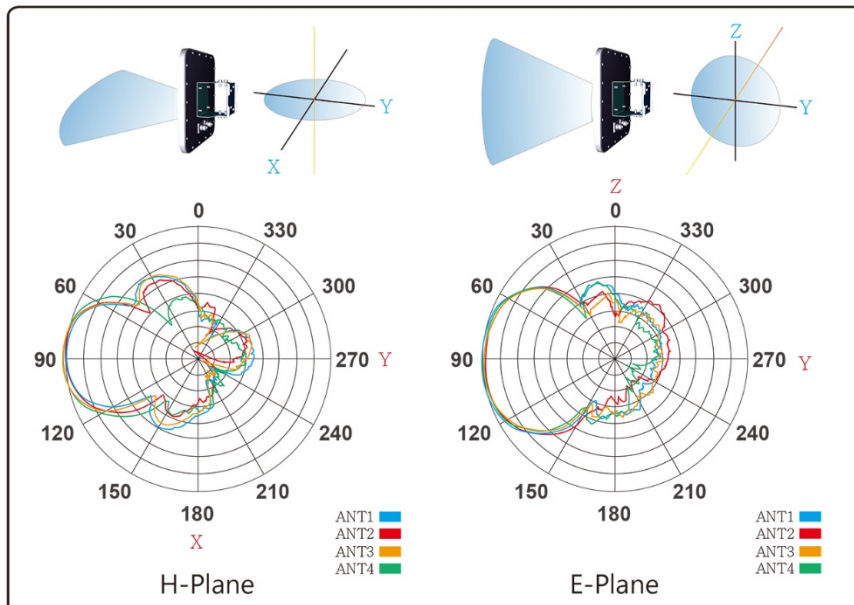 Y
X
Z
Y
Z
0
30
330
60
300
90
270
Y
120
240
150
210
180
X
ANT1
ANT2
ANT3
ANT4
H-Plane
0
30
330
60
300
90
270
Y
120
240
150
210
180
ANT1
ANT2
ANT3
ANT4
E-Plane